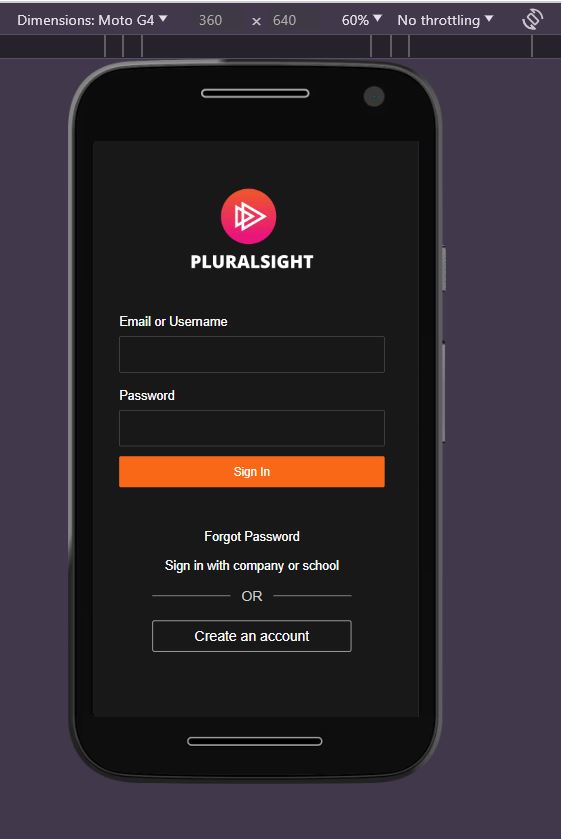 Dimensions: Moto G4 360 × 640 60% No throttling
PLURALSIGHT
Email or Username
Password
Sign In
Forgot Password
Sign in with company or school
OR
Create an account